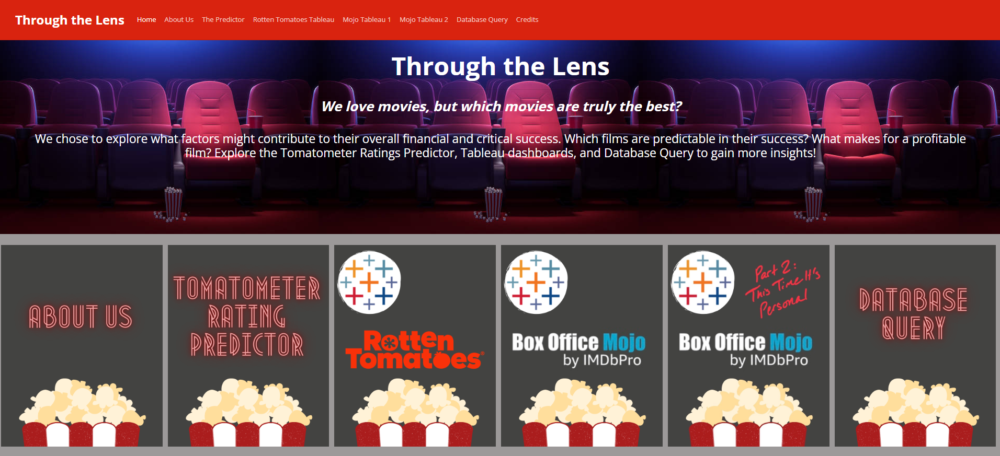 Through the Lens Home About Us The Predictor Rotten Tomatoes Tableau Mojo Tableau 1 Mojo Tableau 2 Database Query Credits
Through the Lens
We love movies, but which movies are truly the best?
We chose to explore what factors might contribute to their overall financial and critical success. Which films are predictable in their success? What makes for a profitable
film? Explore the Tomatometer Ratings Predictor, Tableau dashboards, and Database Query to gain more insights!
ABOUT US
TOMATOMETER
RATING
PREDICTOR
Rotten
Tomatoes®
Box Office Mojo
by IMDbPro
Part 2:
This Time It's
Personal
Box Office Mojo
by IMDbPro
DATABASE
QUERY